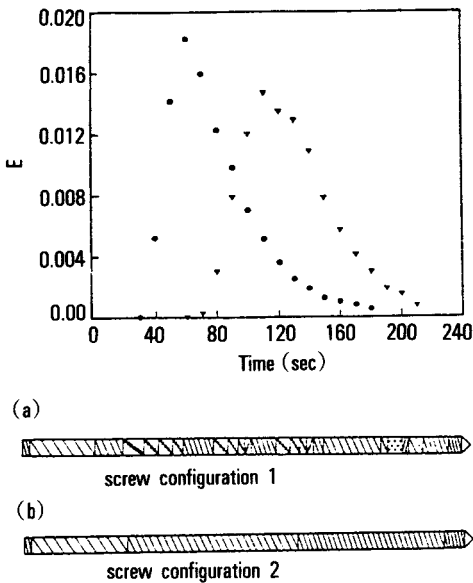 0.020
0.016
0.012
0.008
0.004
0.00
E
0 40 80 120 160 200 240
Time (sec)
(a)
screw configuration 1
(b)
screw configuration 2